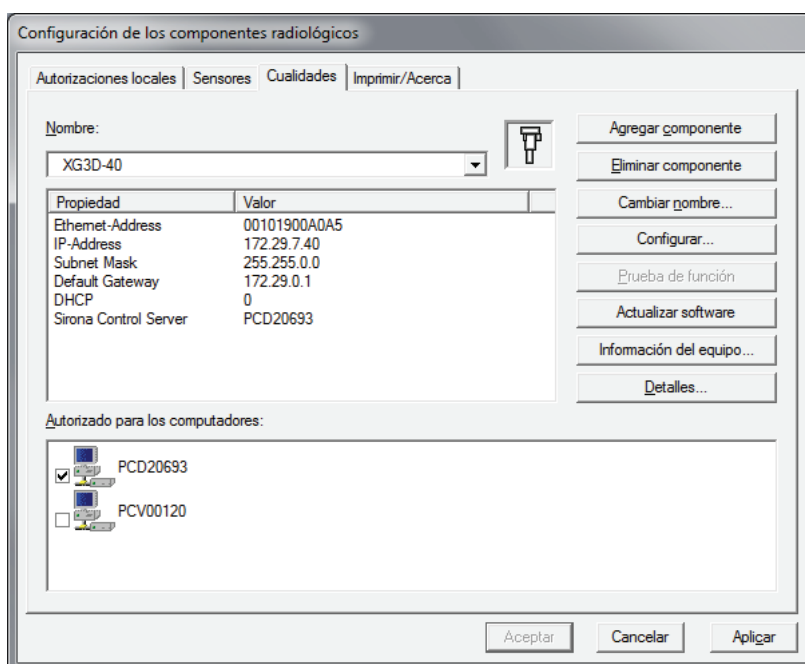 Configuración de los componentes radiológicos
Autorizaciones locales Sensores Cualidades Imprimir/Acerca
Nombre:
XG3D-40
Propiedad Valor
Ethernet-Address 00101900A0A5
IP-Address 172.29.7.40
Subnet Mask 255.255.0.0
Default Gateway 172.29.0.1
DHCP 0
Sirona Control Server PCD20693
Agregar componente
Eliminar componente
Cambiar nombre...
Configurar...
Prueba de función
Actualizar software
Información del equipo...
Detalles...
Autorizado para los computadores:
PCD20693
PCV00120
Aceptar Cancelar Aplicar